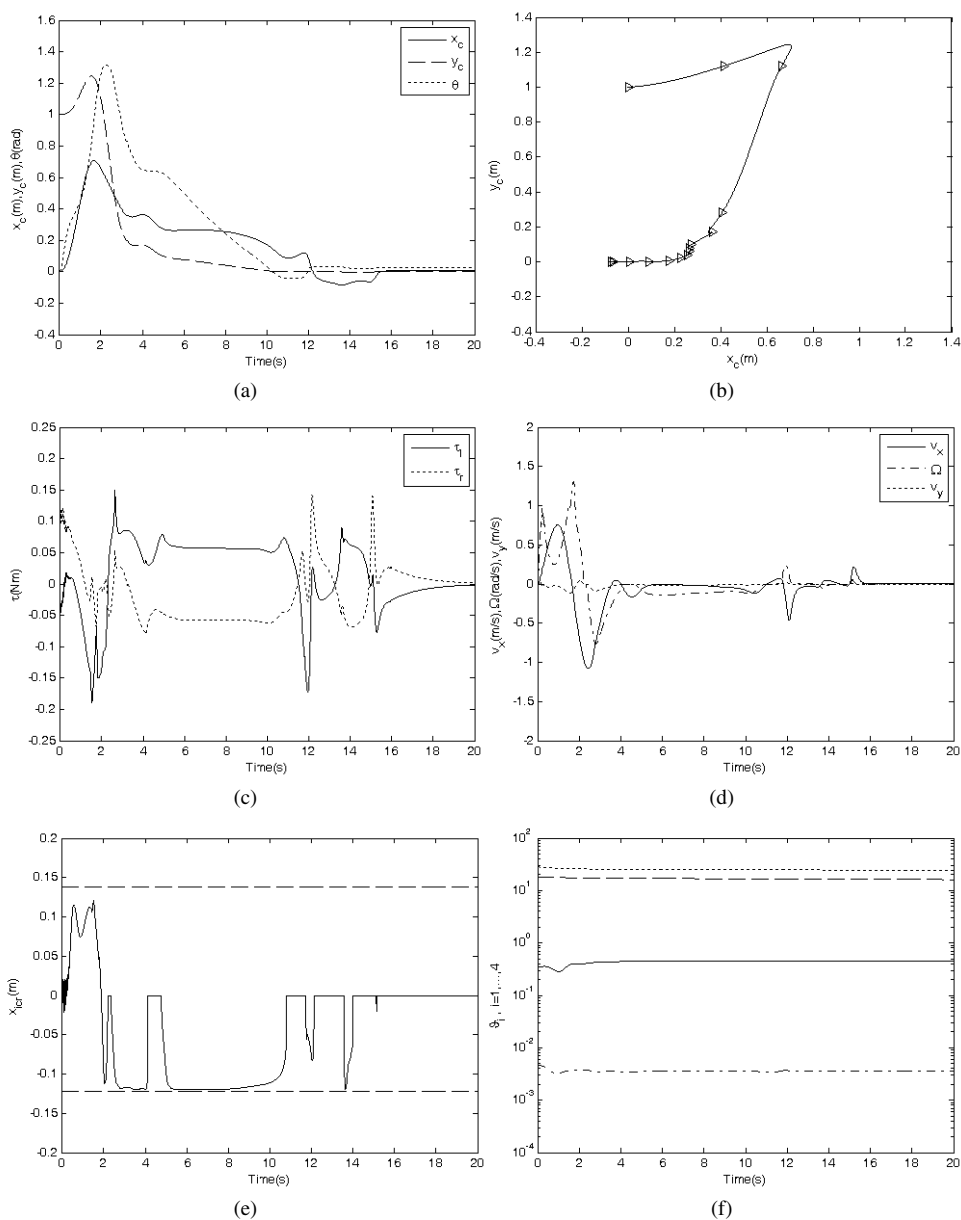 1.6
1.4
1.2
1
0.8
0.6
0.4
0.2
0
-0.2
-0.4
x_c(m),y_c(m),θ(rad)
x_c
y_c
θ
0 2 4 6 8 10 12 14 16 18 20
Time(s)
(a)
1.4
1.2
1
0.8
0.6
0.4
0.2
0
-0.2
-0.4
y_c(m)
-0.4 -0.2 0 0.2 0.4 0.6 0.8 1 1.2 1.4
x_c(m)
(b)
0.25
0.2
0.15
0.1
0.05
0
-0.05
-0.1
-0.15
-0.2
-0.25
τ(Nm)
τ_l
τ_r
0 2 4 6 8 10 12 14 16 18 20
Time(s)
(c)
2
1.5
1
0.5
0
-0.5
-1
-1.5
-2
v_x(m/s),Ω(rad/s),v_y(m/s)
v_x
Ω
v_y
0 2 4 6 8 10 12 14 16 18 20
Time(s)
(d)
0.2
0.15
0.1
0.05
0
-0.05
-0.1
-0.15
-0.2
x_icr(m)
0 2 4 6 8 10 12 14 16 18 20
Time(s)
(e)
10^2
10^1
10^0
10^-1
10^-2
10^-3
10^-4
ϑ_i , i=1,...,4
0 2 4 6 8 10 12 14 16 18 20
Time(s)
(f)